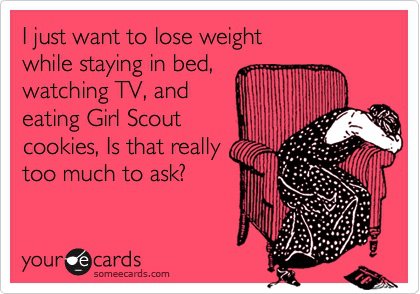 I just want to lose weight
while staying in bed,
watching TV, and
eating Girl Scout
cookies, Is that really
too much to ask?
your e cards
someecards.com